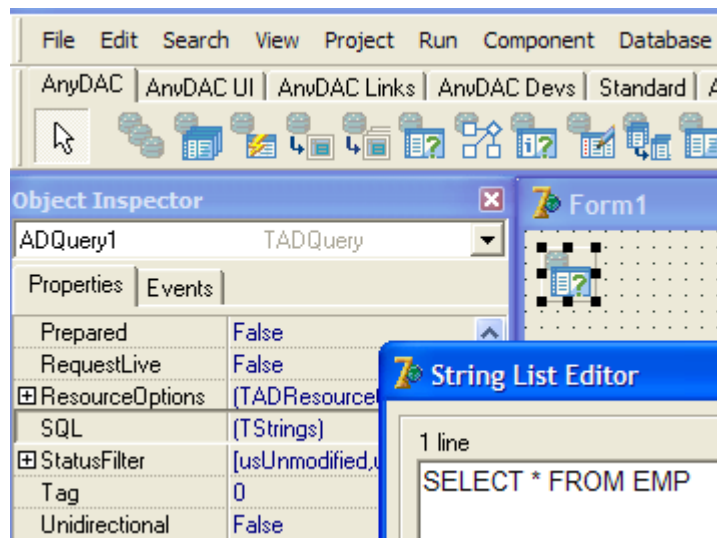 File Edit Search View Project Run Component Database
AnyDAC AnyDAC UI AnyDAC Links AnyDAC Devs Standard
Object Inspector
Form1
ADQuery1 TADQuery
Properties Events
Prepared False
RequestLive False
ResourceOptions
SQL (TStrings)
StatusFilter [usUnmodified,
Tag 0
Unidirectional False
String List Editor
1 line
SELECT * FROM EMP